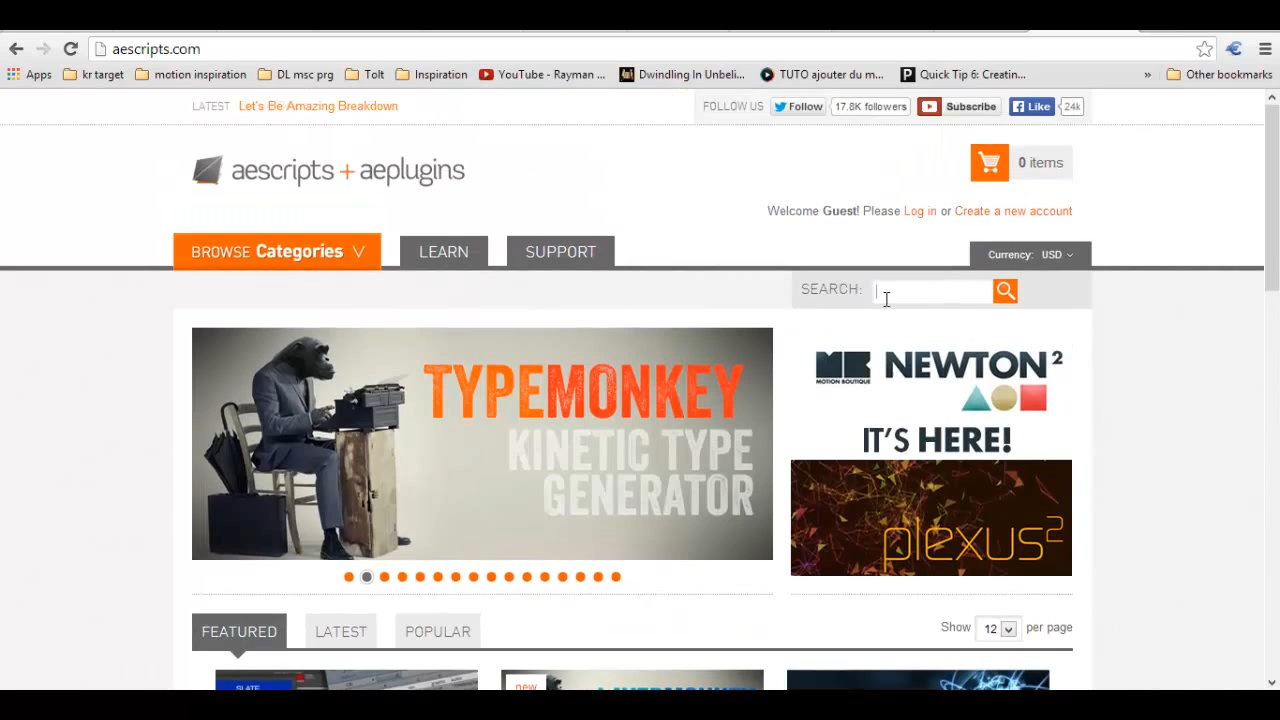 aescripts.com
Apps kr target motion inspiration DL msc prg Tolt Inspiration YouTube - Rayman ... Dwindling In Unbeli... TUTO ajouter du m... Quick Tip 6: Creatin... » Other bookmarks
LATEST Let's Be Amazing Breakdown FOLLOW US Follow 17.8K followers Subscribe Like 24k
aescripts + aeplugins
0 items
Welcome Guest! Please Log in or Create a new account
BROWSE Categories LEARN SUPPORT Currency: USD
SEARCH:
TYPEMONKEY
KINETIC TYPE
GENERATOR
MOTION BOUTIQUE NEWTON²
IT'S HERE!
plexus²
FEATURED LATEST POPULAR Show 12 per page
SLATE new